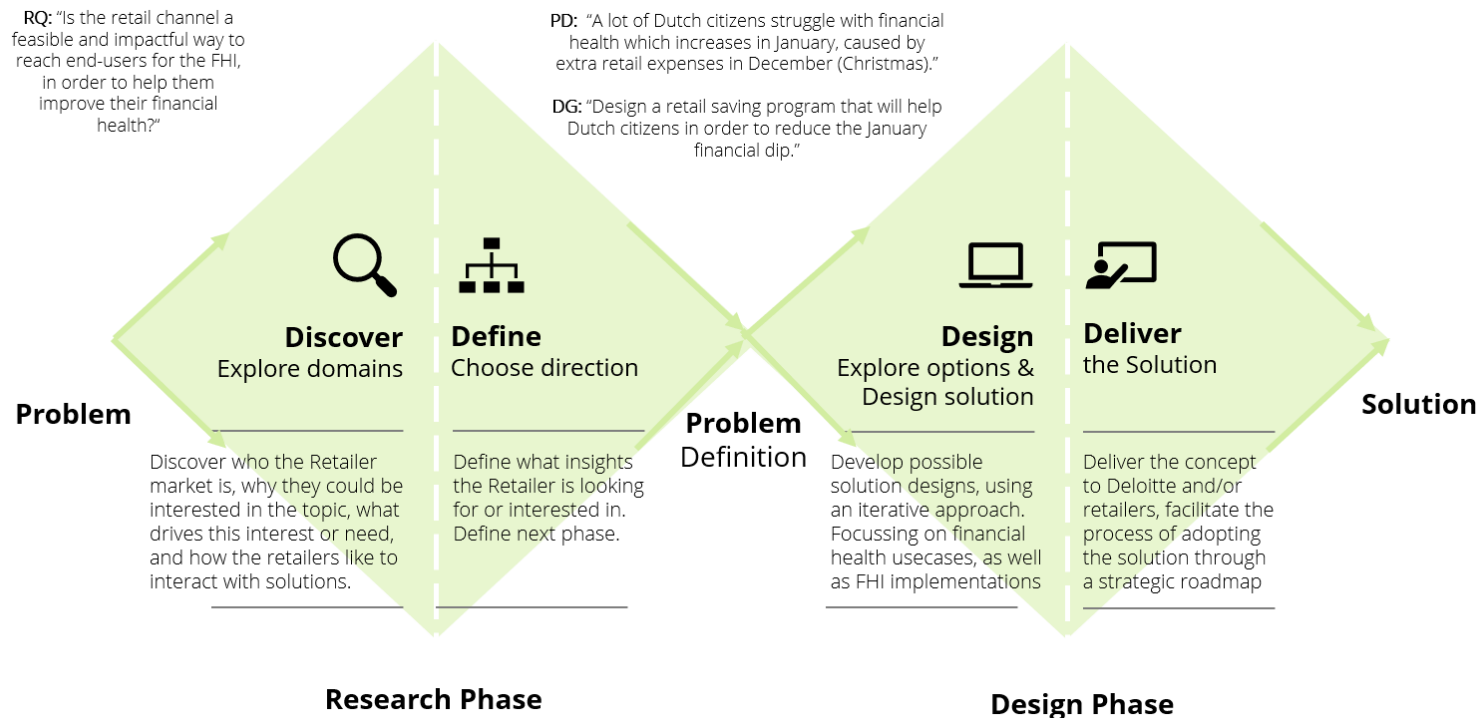 RQ: “Is the retail channel a
feasible and impactful way to
reach end-users for the FHI,
in order to help them
improve their financial
health?“
PD:  “A lot of Dutch citizens struggle with financial
health which increases in January, caused by
extra retail expenses in December (Christmas).”
DG: “Design a retail saving program that will help
Dutch citizens in order to reduce the January
financial dip.”
Problem
Discover
Explore domains
Discover who the Retailer
market is, why they could be
interested in the topic, what
drives this interest or need,
and how the retailers like to
interact with solutions.
Define
Choose direction
Define what insights
the Retailer is looking
for or interested in.
Define next phase.
Problem
Definition
Design
Explore options &
Design solution
Develop possible
solution designs, using
an iterative approach.
Focussing on financial
health usecases, as well
as FHI implementations
Deliver
the Solution
Deliver the concept
to Deloitte and/or
retailers, facilitate the
process of adopting
the solution through
a strategic roadmap
Solution
Research Phase
Design Phase